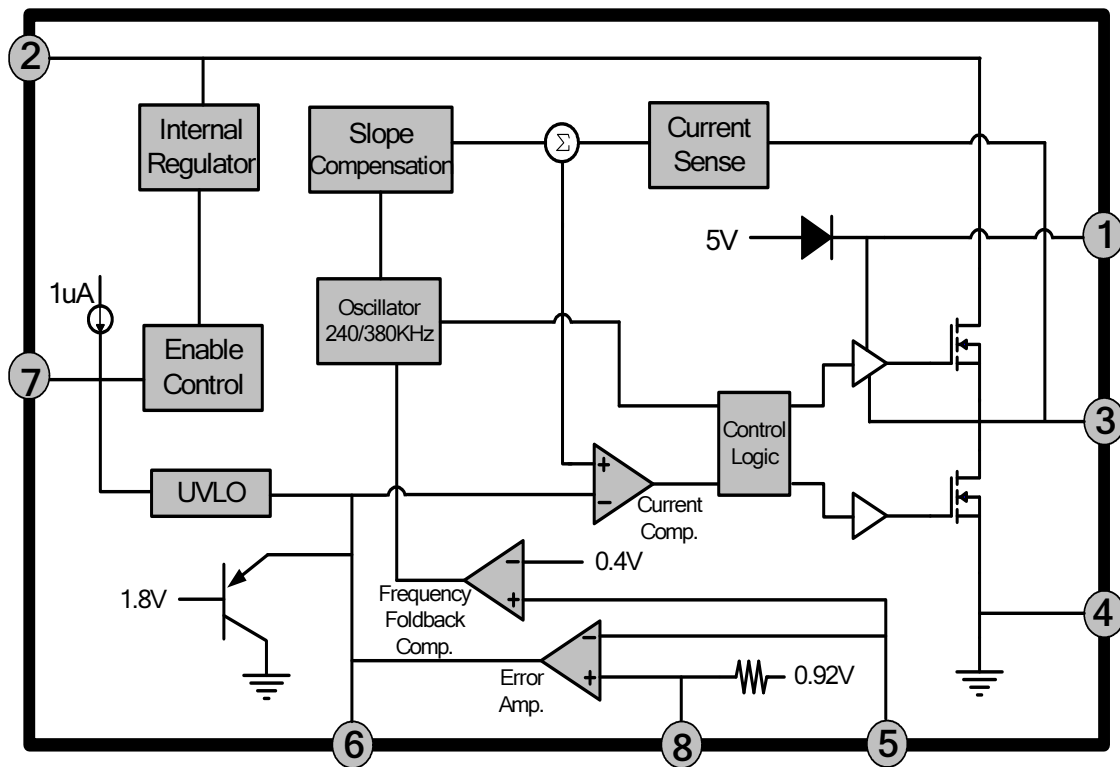 2
Internal
Regulator
Slope
Compensation
Σ
Current
Sense
5V
1
1uA
Oscillator
240/380KHz
Enable
Control
7
3
Control
Logic
+
−
Current
Comp.
UVLO
− 0.4V
+
Frequency
Foldback
Comp.
1.8V
4
−
+
0.92V
Error
Amp.
6
8
5